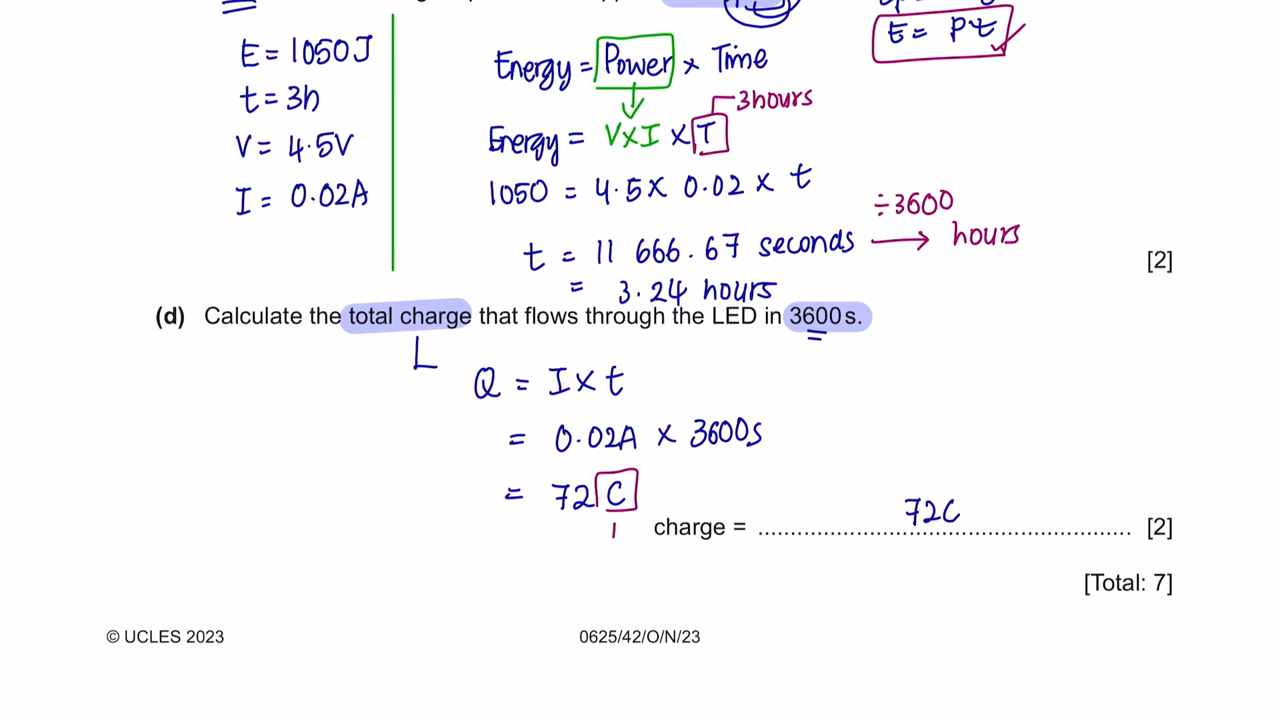 E = Pt
E = 1050J
t = 3h
V = 4.5V
I = 0.02A
Energy = Power × Time
3hours
Energy = V×I × T
1050 = 4.5 × 0.02 × t
÷3600
t = 11 666.67 seconds → hours
= 3.24 hours
[2]
(d) Calculate the total charge that flows through the LED in 3600 s.
Q = I × t
= 0.02A × 3600s
= 72 C
charge = 72C [2]
[Total: 7]
© UCLES 2023 0625/42/O/N/23